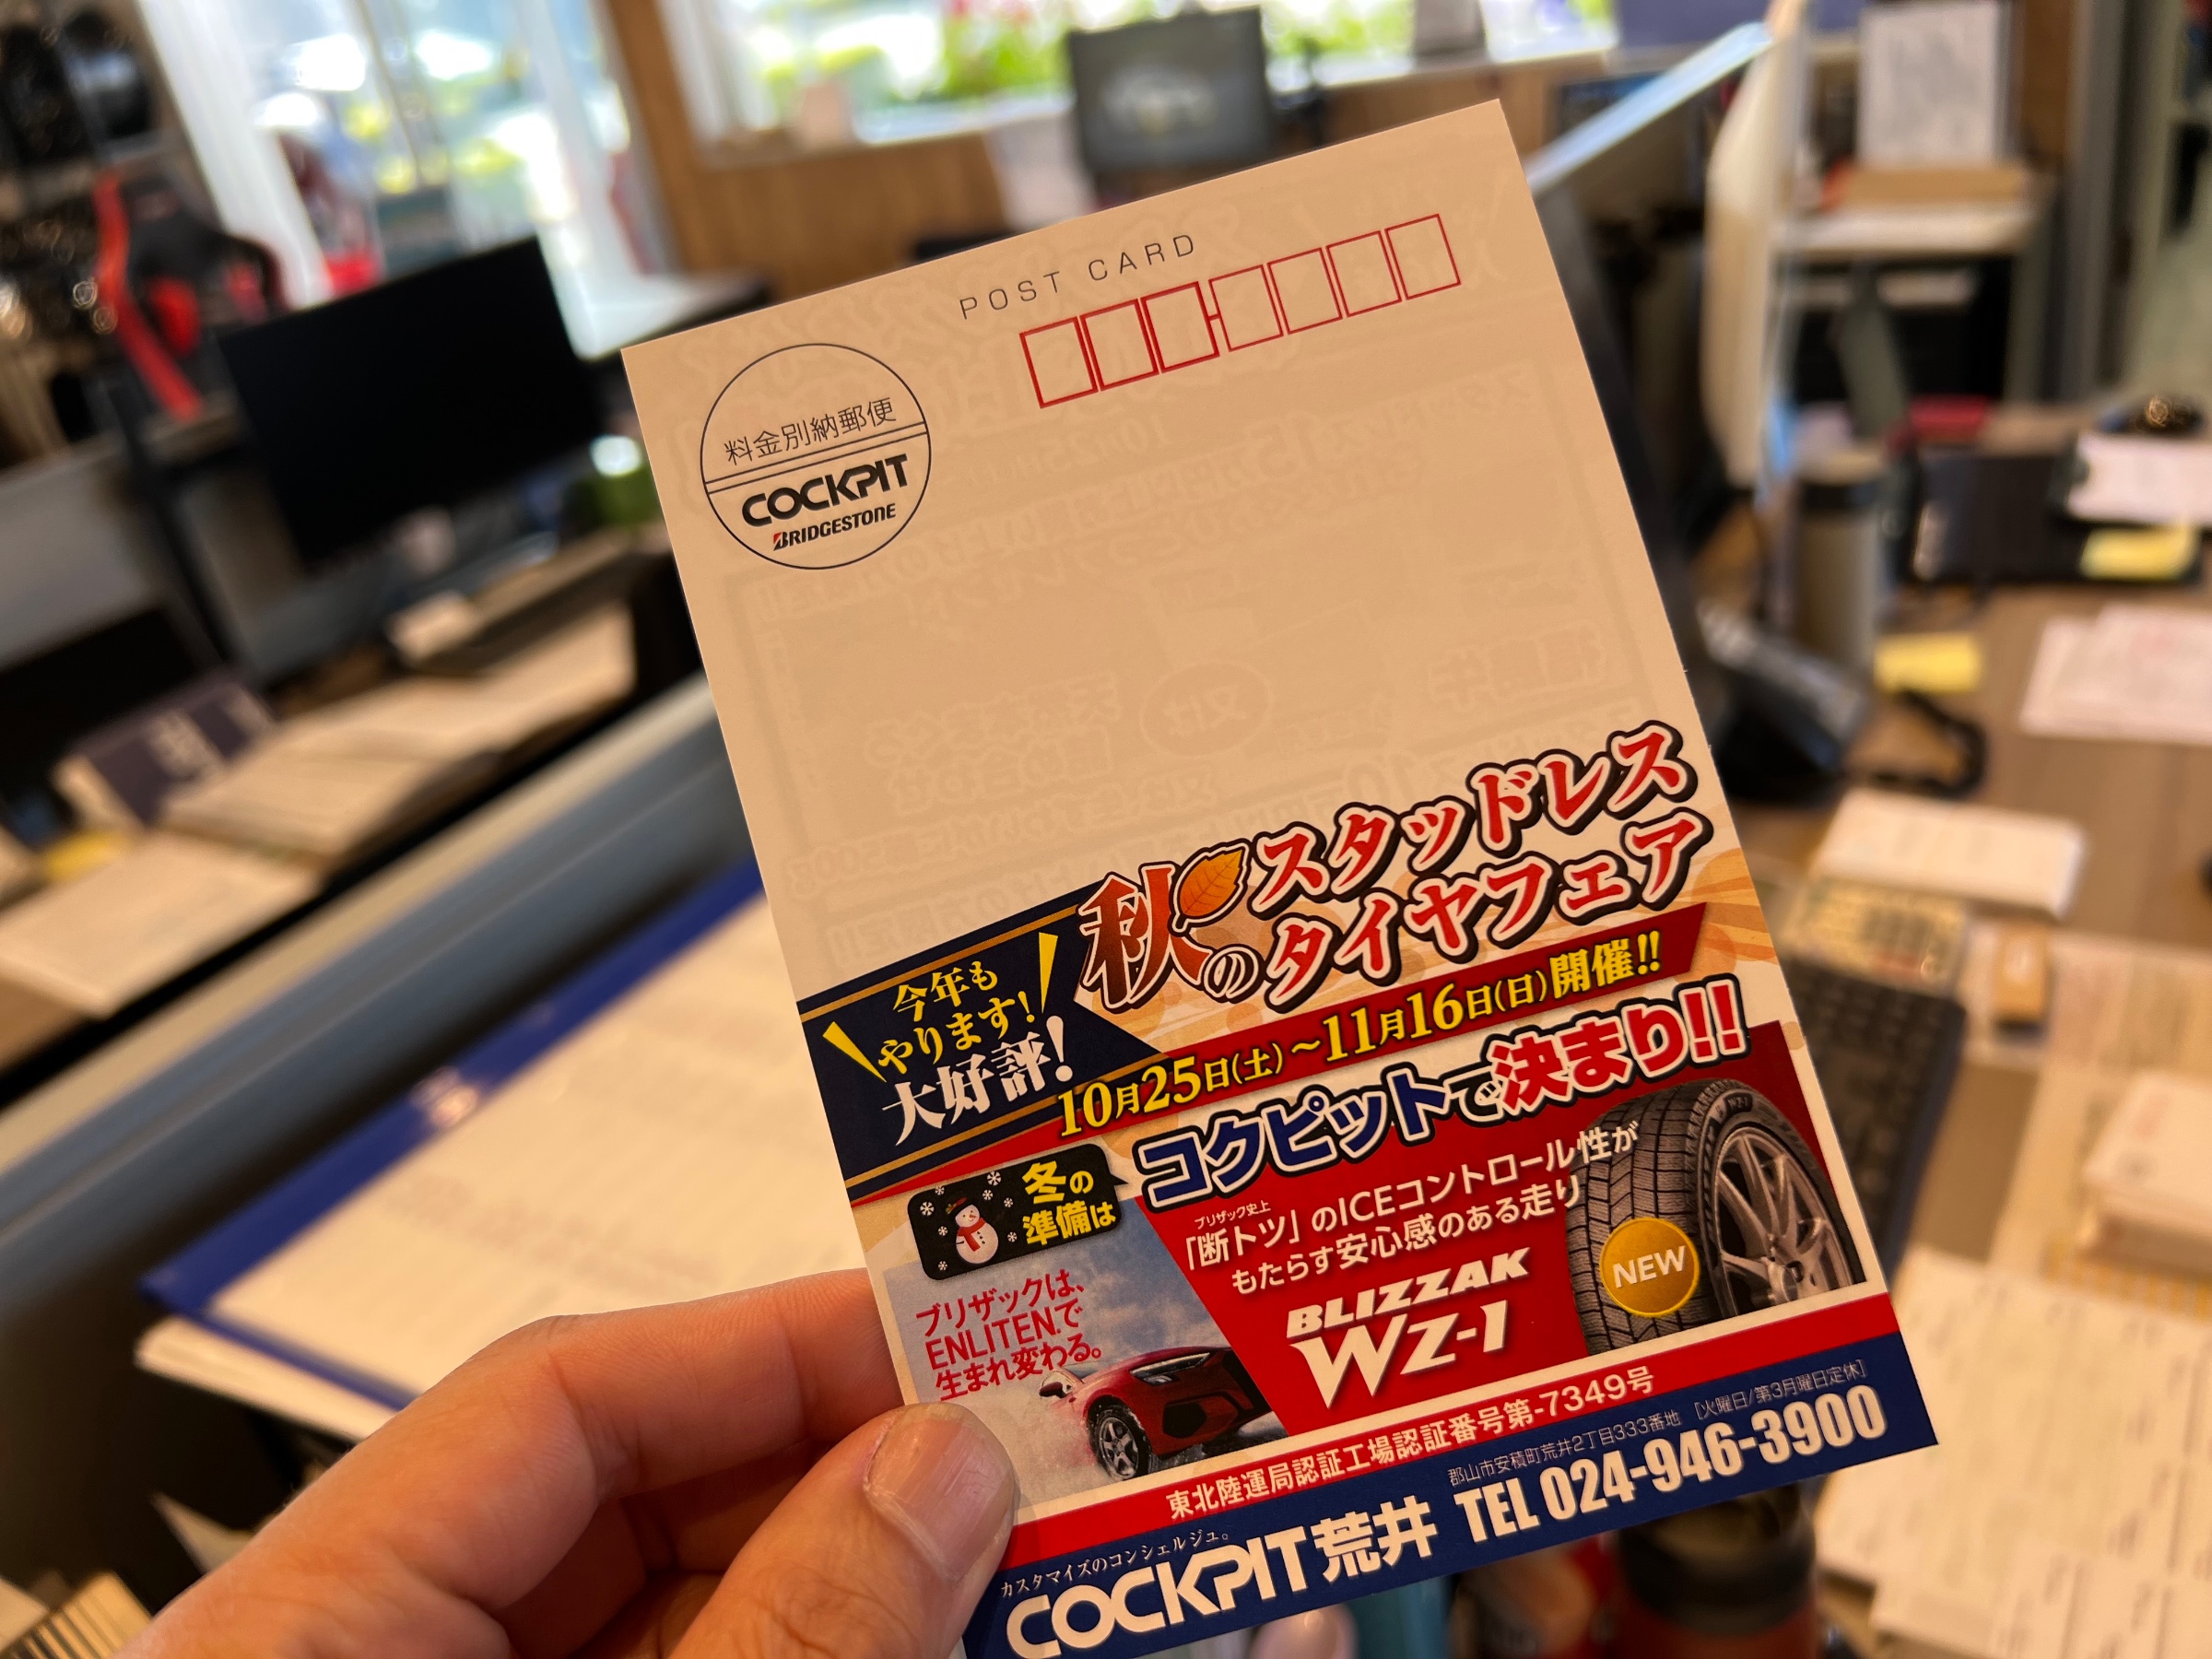 POST CARD
料金別納郵便
COCKPIT
BRIDGESTONE
今年も
やります!
大好評!
秋のスタッドレス
タイヤフェア
10月25日(土)~11月16日(日)開催!!
冬の
準備は
コクピットで決まり!!
ブリザック史上
「断トツ」のICEコントロール性が
もたらす安心感のある走り
BLIZZAK
WZ-1
NEW
ブリザックは、
ENLITEN.で
生まれ変わる。
東北陸運局認証工場認証番号第-7349号
カスタマイズのコンシェルジュ。
COCKPIT荒井
郡山市安積町荒井2丁目333番地 [火曜日/第3月曜日定休]
TEL 024-946-3900